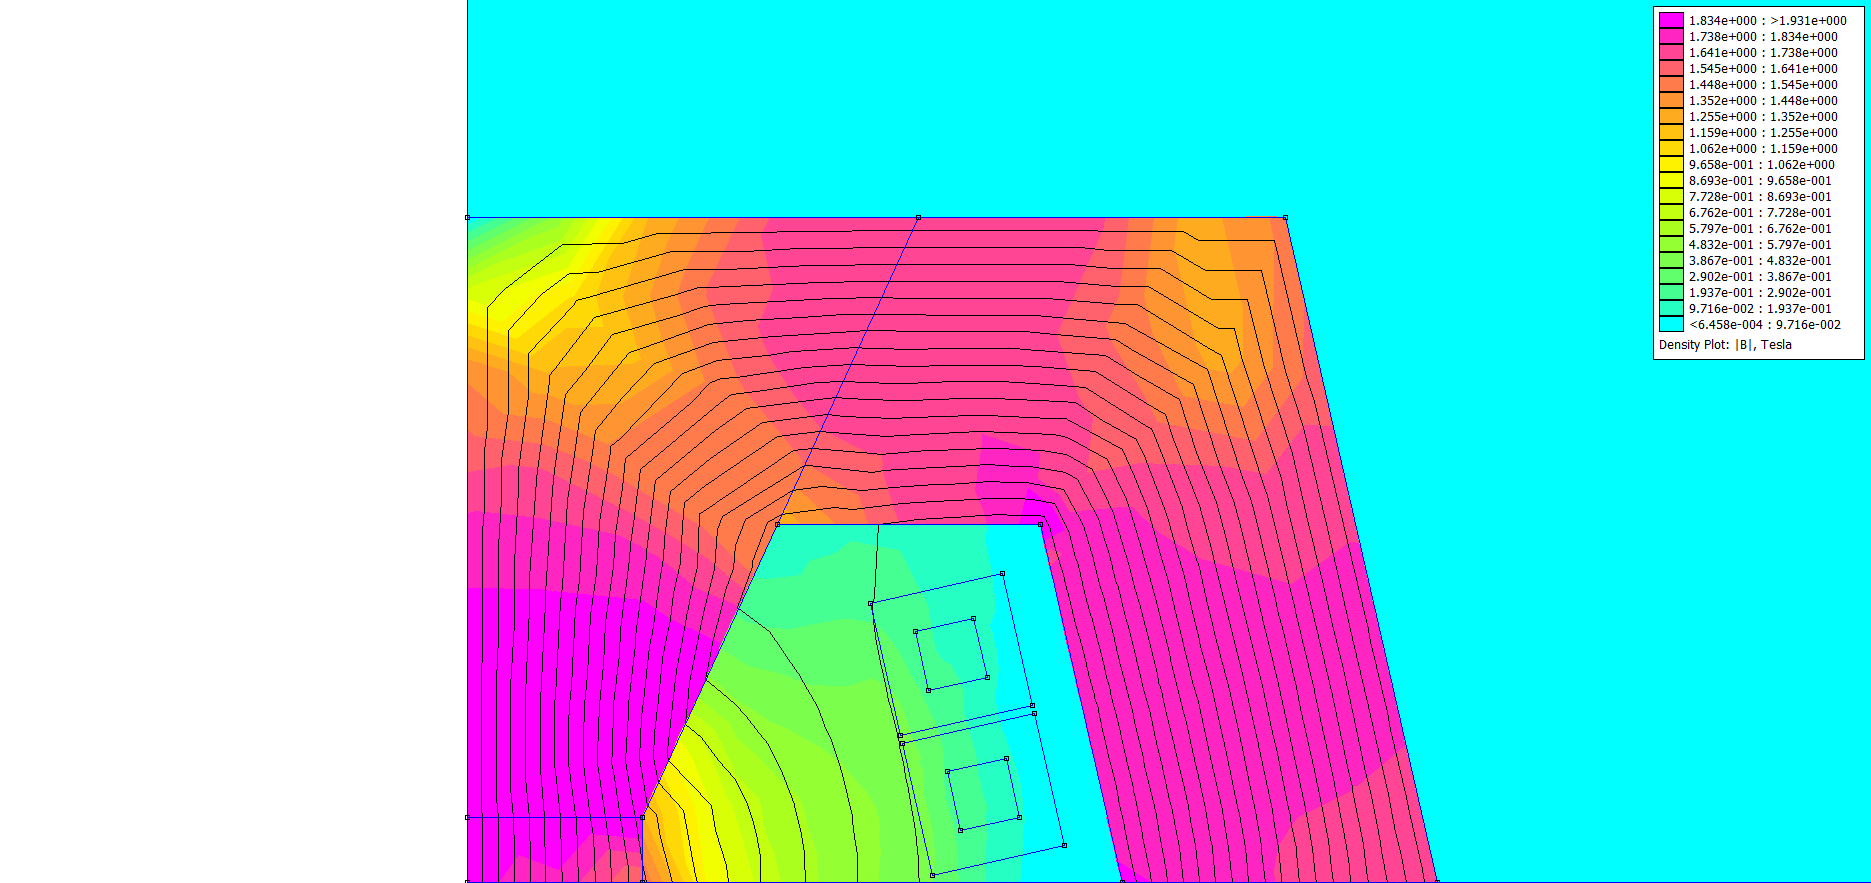 1.834e+000 : >1.931e+000
1.738e+000 : 1.834e+000
1.641e+000 : 1.738e+000
1.545e+000 : 1.641e+000
1.448e+000 : 1.545e+000
1.352e+000 : 1.448e+000
1.255e+000 : 1.352e+000
1.159e+000 : 1.255e+000
1.062e+000 : 1.159e+000
9.658e-001 : 1.062e+000
8.693e-001 : 9.658e-001
7.728e-001 : 8.693e-001
6.762e-001 : 7.728e-001
5.797e-001 : 6.762e-001
4.832e-001 : 5.797e-001
3.867e-001 : 4.832e-001
2.902e-001 : 3.867e-001
1.937e-001 : 2.902e-001
9.716e-002 : 1.937e-001
<6.458e-004 : 9.716e-002
Density Plot: |B|, Tesla